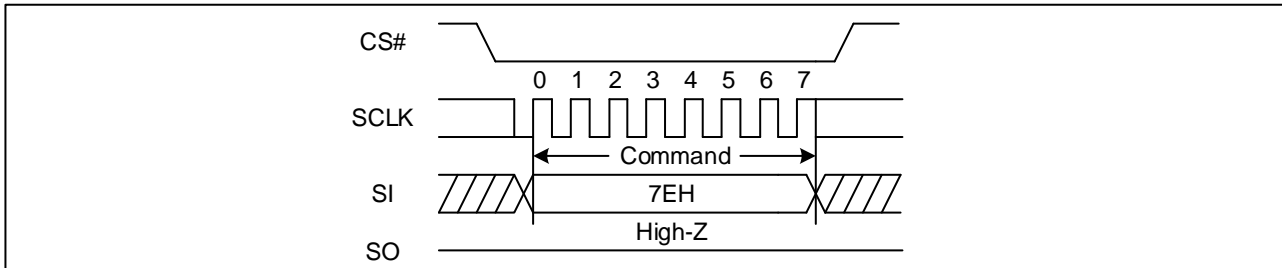 CS#
0 1 2 3 4 5 6 7
SCLK
Command
SI
7EH
High-Z
SO